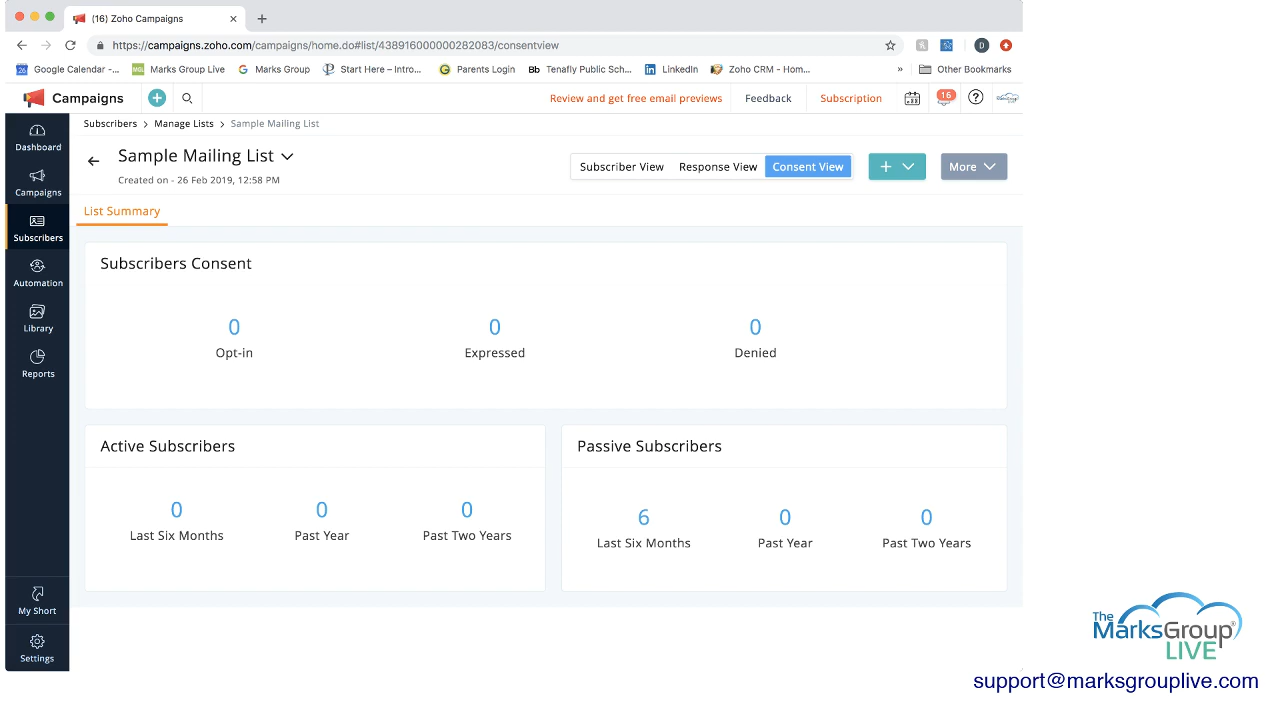 (16) Zoho Campaigns
https://campaigns.zoho.com/campaigns/home.do#list/438916000000282083/consentview
D
26 Google Calendar -... MGL Marks Group Live G Marks Group Start Here – Intro... G Parents Login Bb Tenafly Public Sch... in LinkedIn Zoho CRM - Hom... » Other Bookmarks
Campaigns Review and get free email previews Feedback Subscription 16
Subscribers > Manage Lists > Sample Mailing List
Dashboard
Sample Mailing List
Created on - 26 Feb 2019, 12:58 PM
Subscriber View Response View Consent View + More
Campaigns
Subscribers
Automation
Library
Reports
My Short
Settings
List Summary
Subscribers Consent
0 0 0
Opt-in Expressed Denied
Active Subscribers
0 0 0
Last Six Months Past Year Past Two Years
Passive Subscribers
6 0 0
Last Six Months Past Year Past Two Years
The
MarksGroup®
LIVE
support@marksgrouplive.com